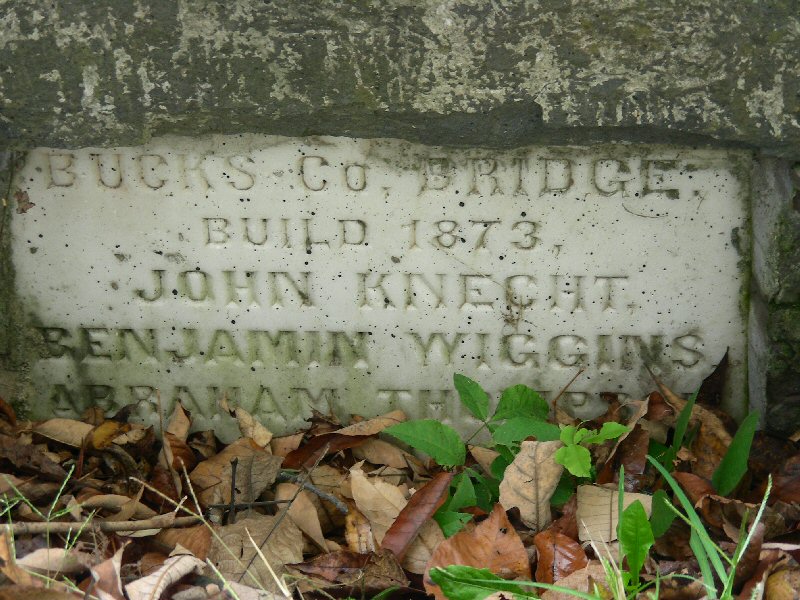 BUCKS CO, BRIDGE.
BUILD 1873,
JOHN KNECHT,
BENJAMIN WIGGINS
ABRAHAM